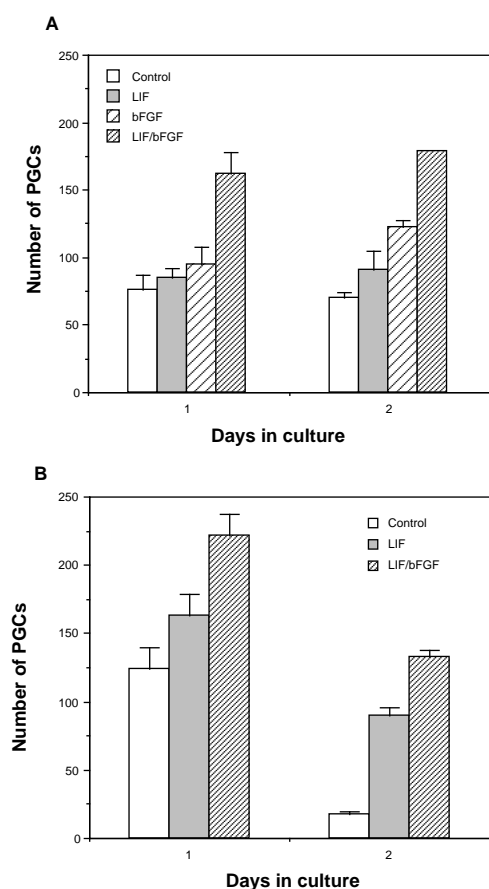 A
250
200
150
100
50
0
Number of PGCs
Control
LIF
bFGF
LIF/bFGF
1
2
Days in culture
B
250
200
150
100
50
0
Number of PGCs
Control
LIF
LIF/bFGF
1
2
Days in culture